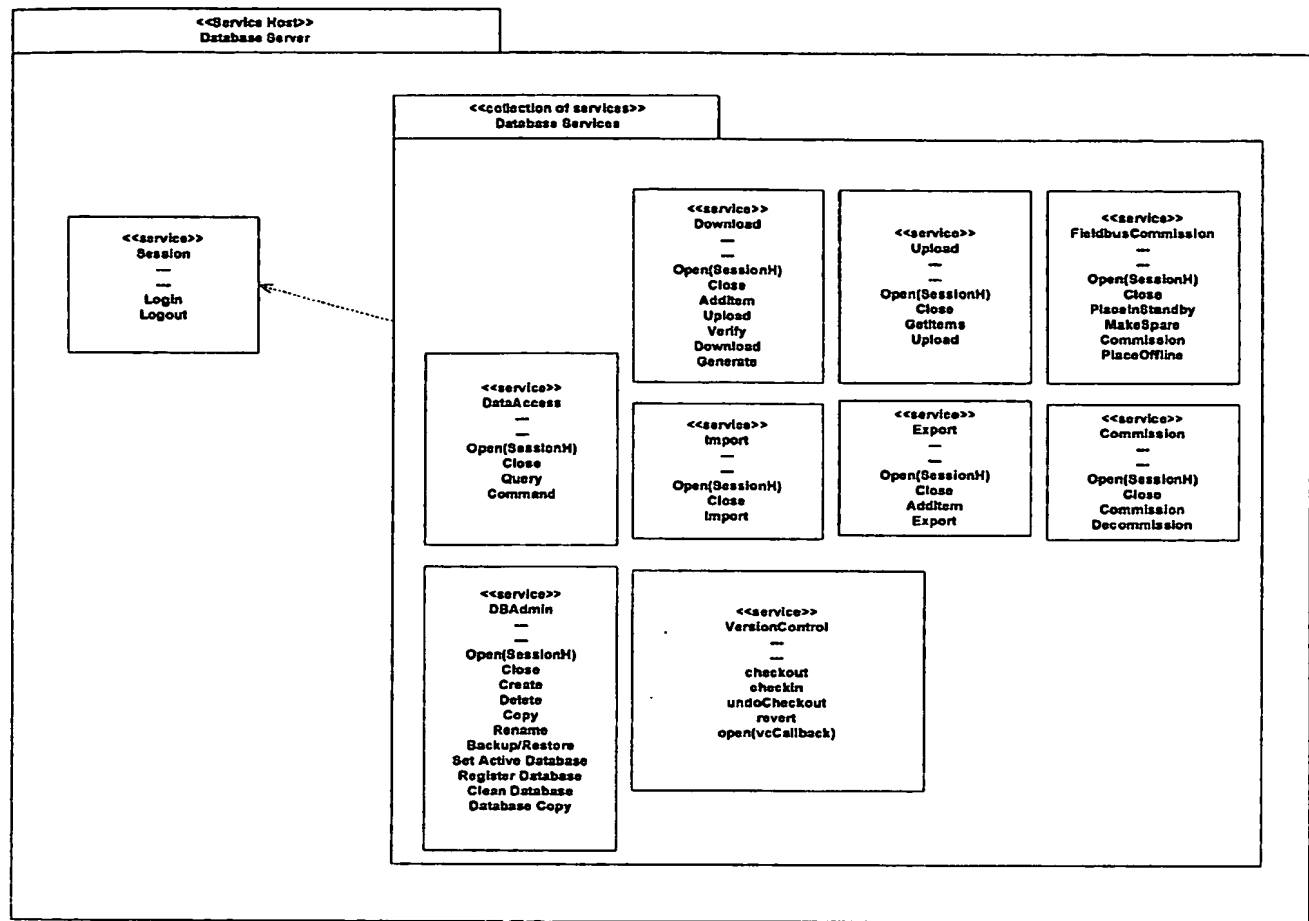 <<Service Host>>
Database Server
<<collection of services>>
Database Services
<<service>>
Session
—
—
Login
Logout
<<service>>
Download
—
—
Open(SessionH)
Close
AddItem
Upload
Verify
Download
Generate
<<service>>
Upload
—
—
Open(SessionH)
Close
GetItems
Upload
<<service>>
FieldbusCommission
—
—
Open(SessionH)
Close
PlaceInStandby
MakeSpare
Commission
PlaceOffline
<<service>>
DataAccess
—
—
Open(SessionH)
Close
Query
Command
<<service>>
Import
—
—
Open(SessionH)
Close
Import
<<service>>
Export
—
—
Open(SessionH)
Close
AddItem
Export
<<service>>
Commission
—
—
Open(SessionH)
Close
Commission
Decommission
<<service>>
DBAdmin
—
—
Open(SessionH)
Close
Create
Delete
Copy
Rename
Backup/Restore
Set Active Database
Register Database
Clean Database
Database Copy
<<service>>
VersionControl
—
—
checkout
checkin
undoCheckout
revert
open(vcCallback)